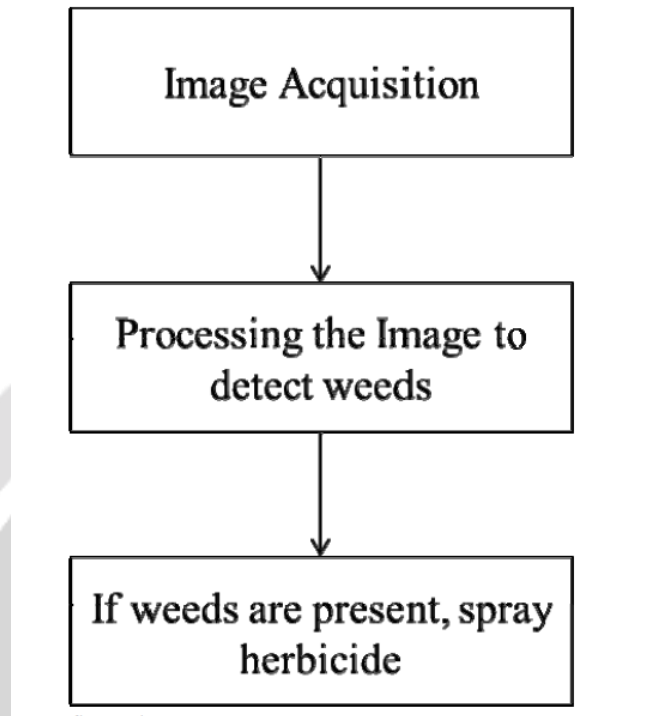 Image Acquisition
Processing the Image to
detect weeds
If weeds are present, spray
herbicide